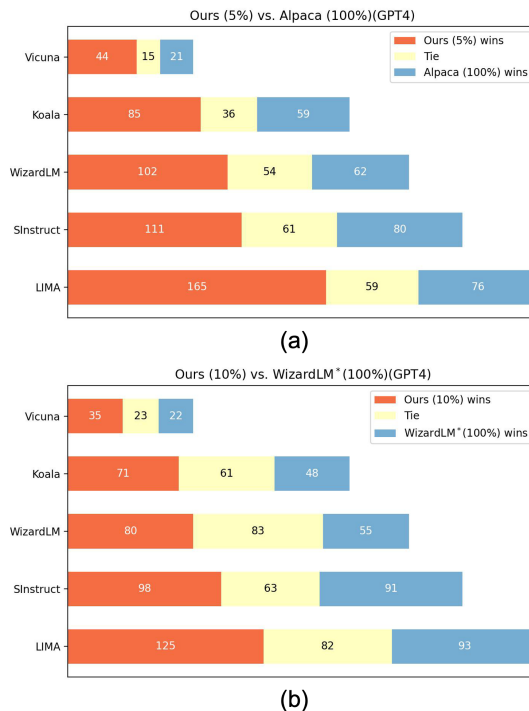 Ours (5%) vs. Alpaca (100%)(GPT4)
Ours (5%) wins
Tie
Alpaca (100%) wins
Vicuna 44 15 21
Koala 85 36 59
WizardLM 102 54 62
SInstruct 111 61 80
LIMA 165 59 76
(a)
Ours (10%) vs. WizardLM*(100%)(GPT4)
Ours (10%) wins
Tie
WizardLM*(100%) wins
Vicuna 35 23 22
Koala 71 61 48
WizardLM 80 83 55
SInstruct 98 63 91
LIMA 125 82 93
(b)